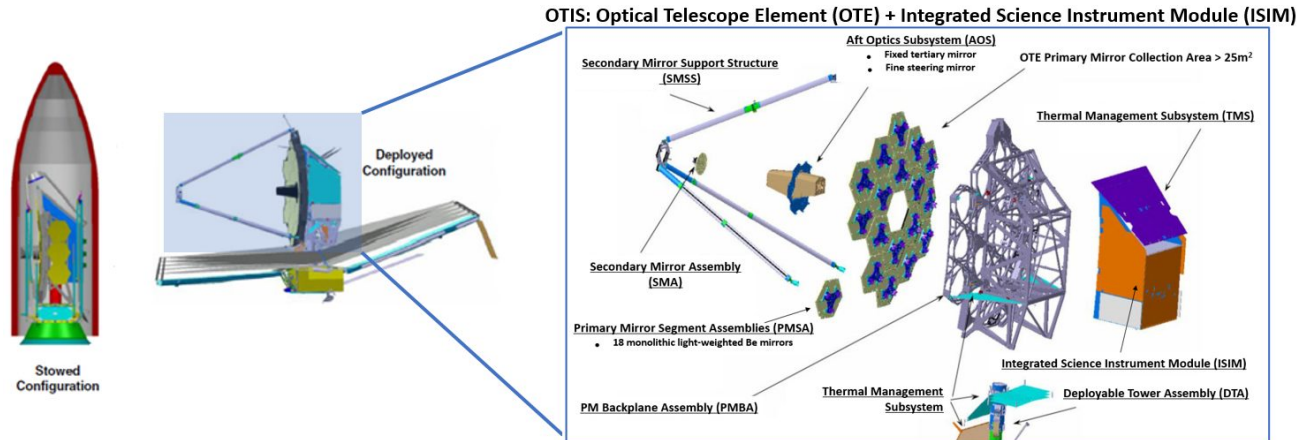 OTIS: Optical Telescope Element (OTE) + Integrated Science Instrument Module (ISIM)
Aft Optics Subsystem (AOS)
• Fixed tertiary mirror
• Fine steering mirror
Secondary Mirror Support Structure
(SMSS)
OTE Primary Mirror Collection Area > 25m²
Thermal Management Subsystem (TMS)
Deployed
Configuration
Secondary Mirror Assembly
(SMA)
Primary Mirror Segment Assemblies (PMSA)
• 18 monolithic light-weighted Be mirrors
Stowed
Configuration
Integrated Science Instrument Module (ISIM)
Thermal Management
Subsystem
Deployable Tower Assembly (DTA)
PM Backplane Assembly (PMBA)